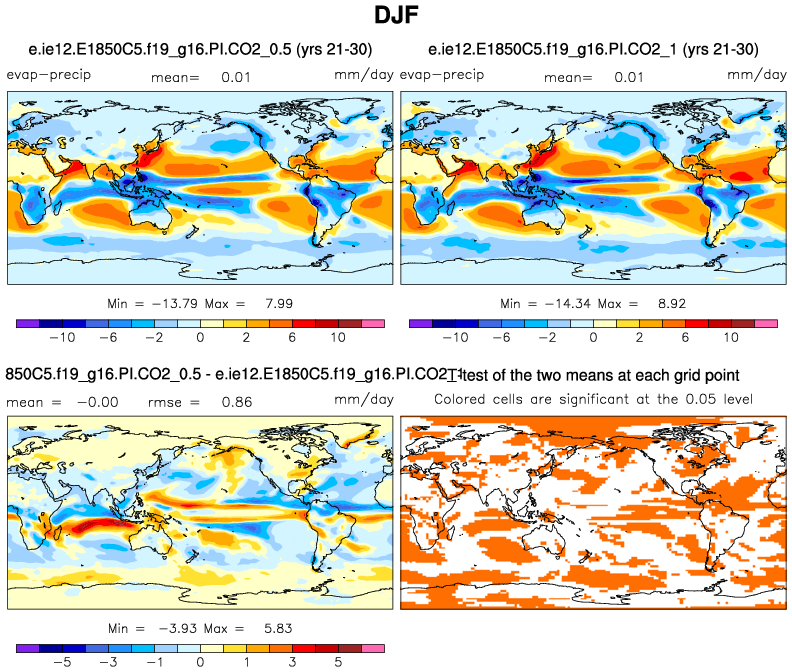 DJF
e.ie12.E1850C5.f19_g16.PI.CO2_0.5 (yrs 21-30)
e.ie12.E1850C5.f19_g16.PI.CO2_1 (yrs 21-30)
evap-precip mean= 0.01 mm/day
evap-precip mean= 0.01 mm/day
Min = -13.79 Max = 7.99
Min = -14.34 Max = 8.92
-10 -6 -2 0 2 6 10
-10 -6 -2 0 2 6 10
850C5.f19_g16.PI.CO2_0.5 - e.ie12.E1850C5.f19_g16.PI.CO2_1
T-test of the two means at each grid point
mean = -0.00 rmse = 0.86 mm/day
Colored cells are significant at the 0.05 level
Min = -3.93 Max = 5.83
-5 -3 -1 0 1 3 5